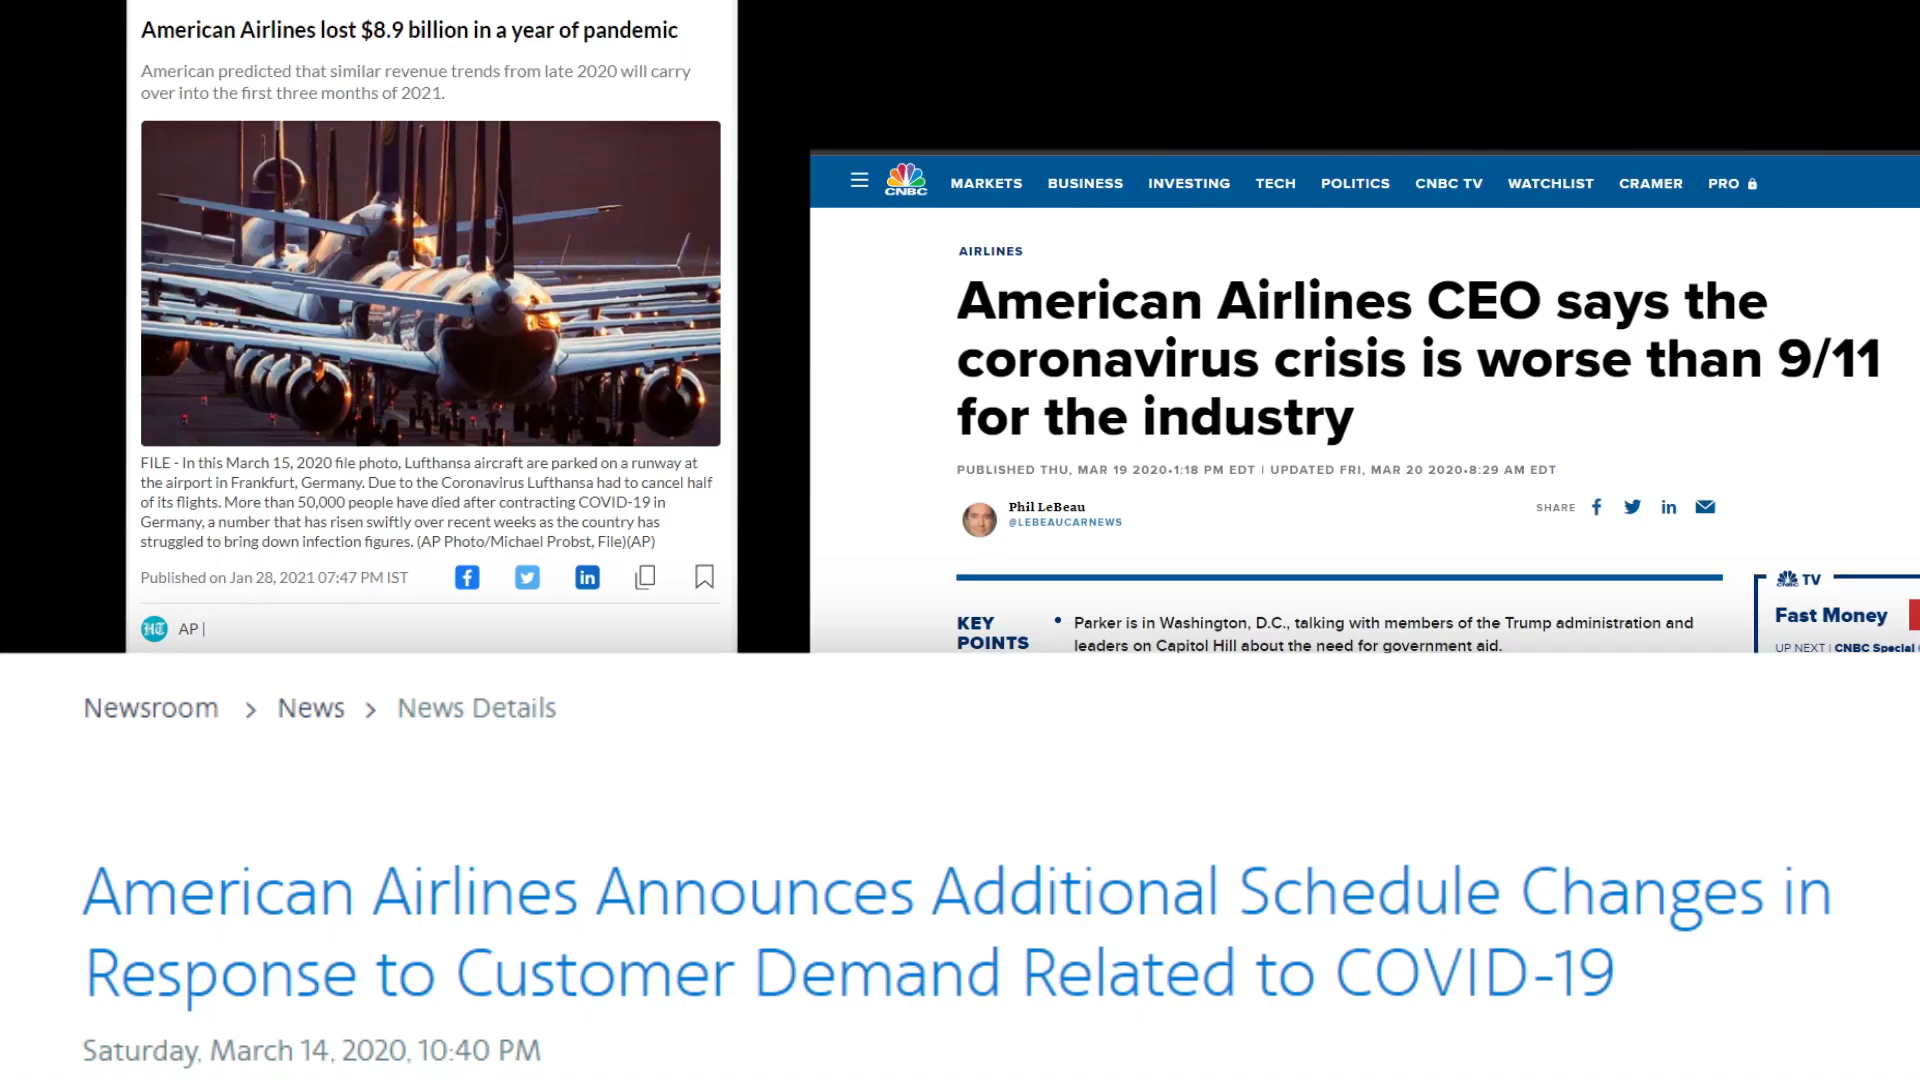 American Airlines lost $8.9 billion in a year of pandemic
American predicted that similar revenue trends from late 2020 will carry
over into the first three months of 2021.
FILE - In this March 15, 2020 file photo, Lufthansa aircraft are parked on a runway at
the airport in Frankfurt, Germany. Due to the Coronavirus Lufthansa had to cancel half
of its flights. More than 50,000 people have died after contracting COVID-19 in
Germany, a number that has risen swiftly over recent weeks as the country has
struggled to bring down infection figures. (AP Photo/Michael Probst, File)(AP)
Published on Jan 28, 2021 07:47 PM IST
HT AP |
CNBC MARKETS BUSINESS INVESTING TECH POLITICS CNBC TV WATCHLIST CRAMER PRO
AIRLINES
American Airlines CEO says the
coronavirus crisis is worse than 9/11
for the industry
PUBLISHED THU, MAR 19 2020•1:18 PM EDT | UPDATED FRI, MAR 20 2020•8:29 AM EDT
Phil LeBeau
@LEBEAUCARNEWS
SHARE
KEY
POINTS
• Parker is in Washington, D.C., talking with members of the Trump administration and
leaders on Capitol Hill about the need for government aid.
CNBC TV
Fast Money
UP NEXT | CNBC Special
Newsroom > News > News Details
American Airlines Announces Additional Schedule Changes in
Response to Customer Demand Related to COVID-19
Saturday, March 14, 2020, 10:40 PM